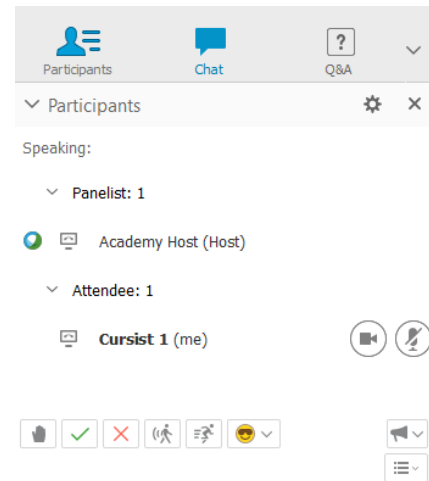 Participants Chat Q&A
Participants
Speaking:
Panelist: 1
Academy Host (Host)
Attendee: 1
Cursist 1 (me)